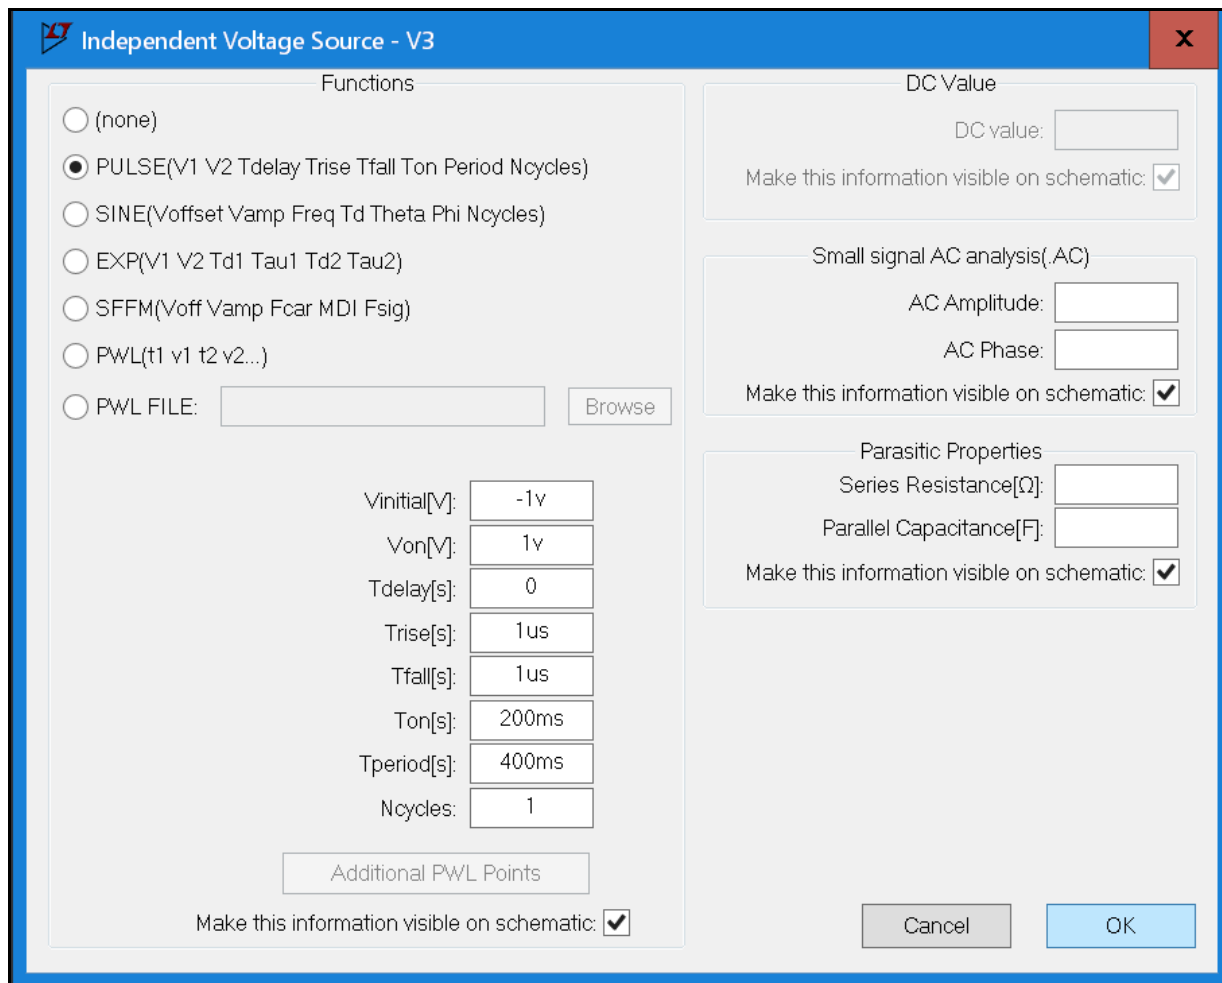 Independent Voltage Source - V3
X
Functions
(none)
PULSE(V1 V2 Tdelay Trise Tfall Ton Period Ncycles)
SINE(Voffset Vamp Freq Td Theta Phi Ncycles)
EXP(V1 V2 Td1 Tau1 Td2 Tau2)
SFFM(Voff Vamp Fcar MDI Fsig)
PWL(t1 v1 t2 v2...)
PWL FILE:
Browse
Vinitial[V]: -1v
Von[V]: 1v
Tdelay[s]: 0
Trise[s]: 1us
Tfall[s]: 1us
Ton[s]: 200ms
Tperiod[s]: 400ms
Ncycles: 1
Additional PWL Points
Make this information visible on schematic:
DC Value
DC value:
Make this information visible on schematic:
Small signal AC analysis(.AC)
AC Amplitude:
AC Phase:
Make this information visible on schematic:
Parasitic Properties
Series Resistance[Ω]:
Parallel Capacitance[F]:
Make this information visible on schematic:
Cancel
OK